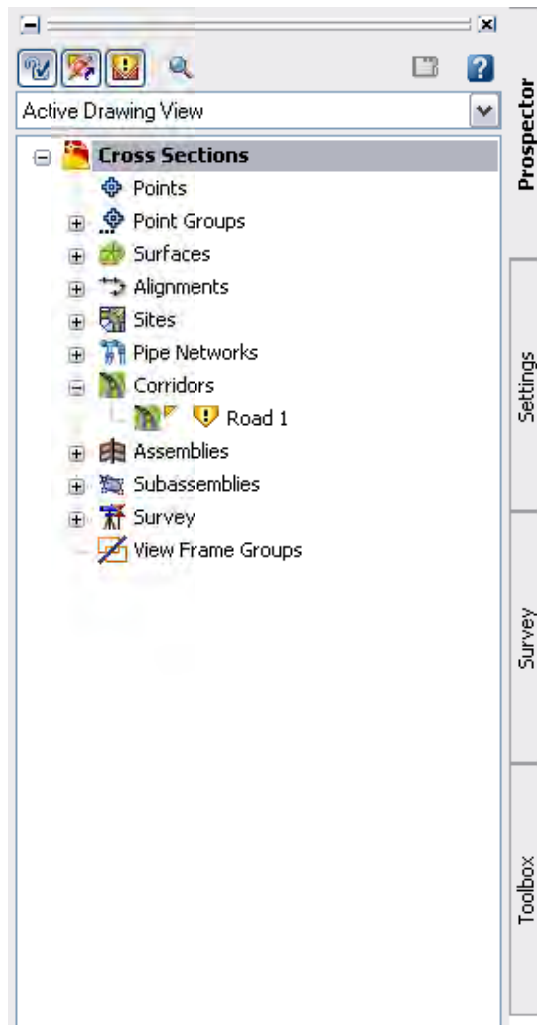 Active Drawing View
Cross Sections
Points
Point Groups
Surfaces
Alignments
Sites
Pipe Networks
Corridors
Road 1
Assemblies
Subassemblies
Survey
View Frame Groups
Prospector
Settings
Survey
Toolbox